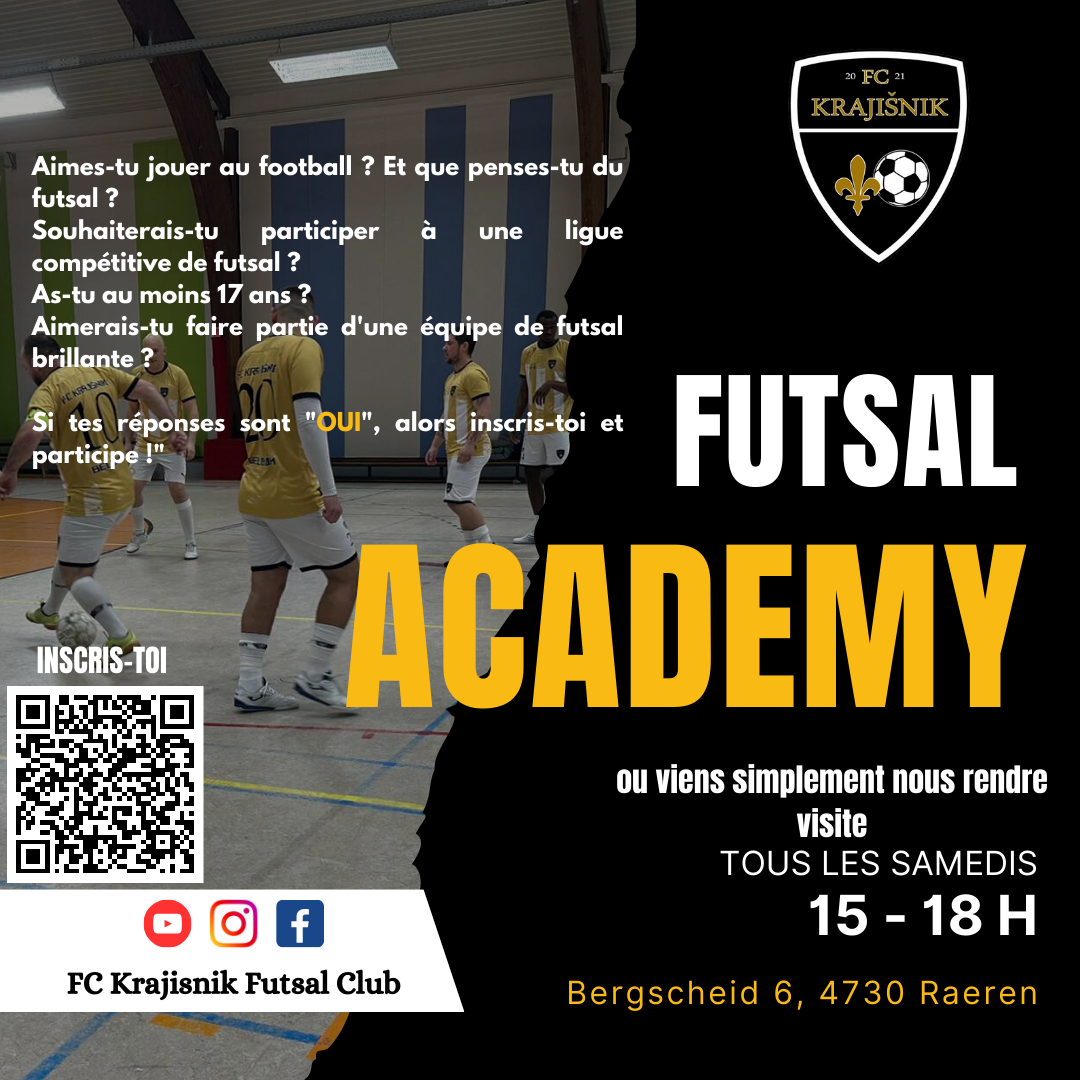 20 FC 21
KRAJIŠNIK
Aimes-tu jouer au football ? Et que penses-tu du
futsal ?
Souhaiterais-tu participer à une ligue
compétitive de futsal ?
As-tu au moins 17 ans ?
Aimerais-tu faire partie d'une équipe de futsal
brillante ?
Si tes réponses sont "OUI", alors inscris-toi et
participe !"
10
20
FUTSAL
ACADEMY
INSCRIS-TOI
ou viens simplement nous rendre
visite
TOUS LES SAMEDIS
15 - 18 H
Bergscheid 6, 4730 Raeren
FC Krajisnik Futsal Club